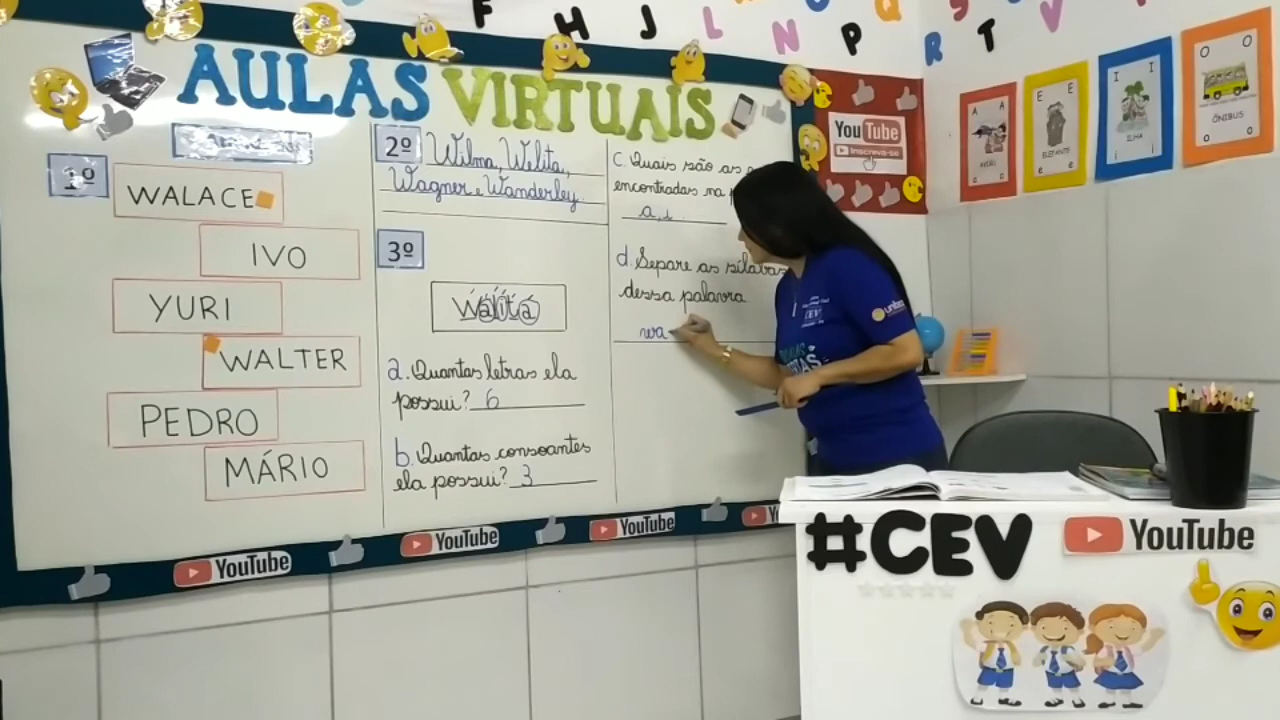 F H J L N P R T V
AULAS VIRTUAIS
1º
WALACE
IVO
YURI
WALTER
PEDRO
MÁRIO
2º Wilma, Welita,
Wagner e Wanderley
3º
Walita
a. Quantas letras ela
possui? 6
b. Quantas consoantes
ela possui? 3
c. Quais são as
encontradas na
a, i
d. Separe as sílabas
dessa palavra
wa
YouTube
Inscreva-se
A A
AVIÃO
E E
ELEFANTE
e e
I I
ILHA
O O
ÔNIBUS
O O
CEV
YouTube
YouTube
YouTube
#CEV YouTube